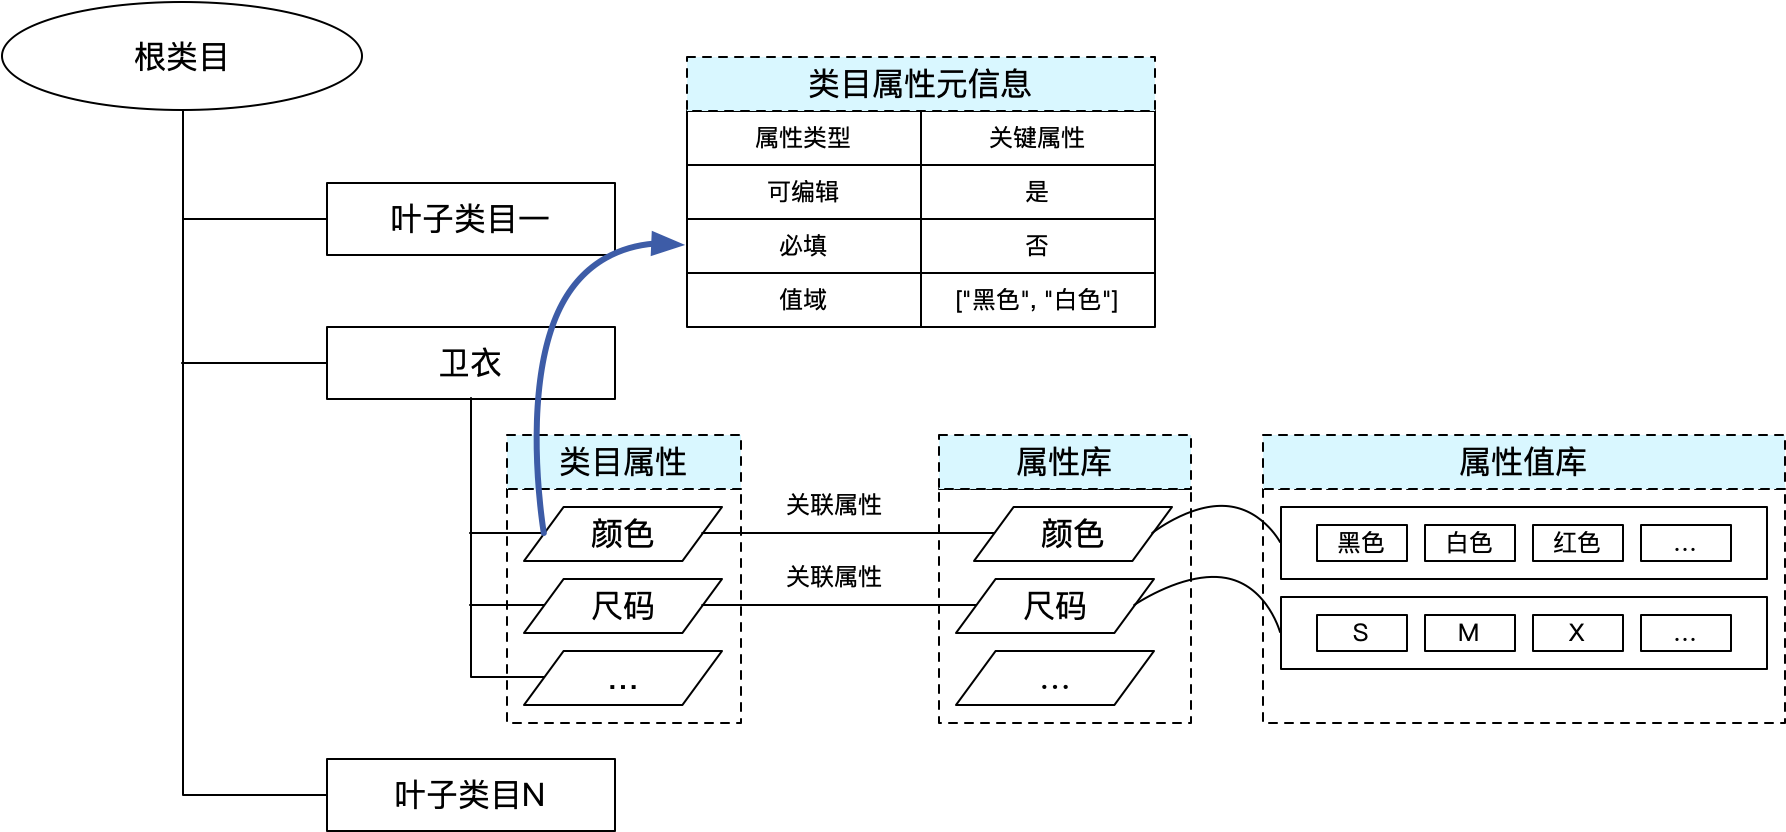 根类目
类目属性元信息
属性类型 关键属性
可编辑 是
必填 否
值域 ["黑色", "白色"]
叶子类目一
卫衣
类目属性
颜色
尺码
...
关联属性
关联属性
属性库
颜色
尺码
...
属性值库
黑色 白色 红色 ...
S M X ...
叶子类目N